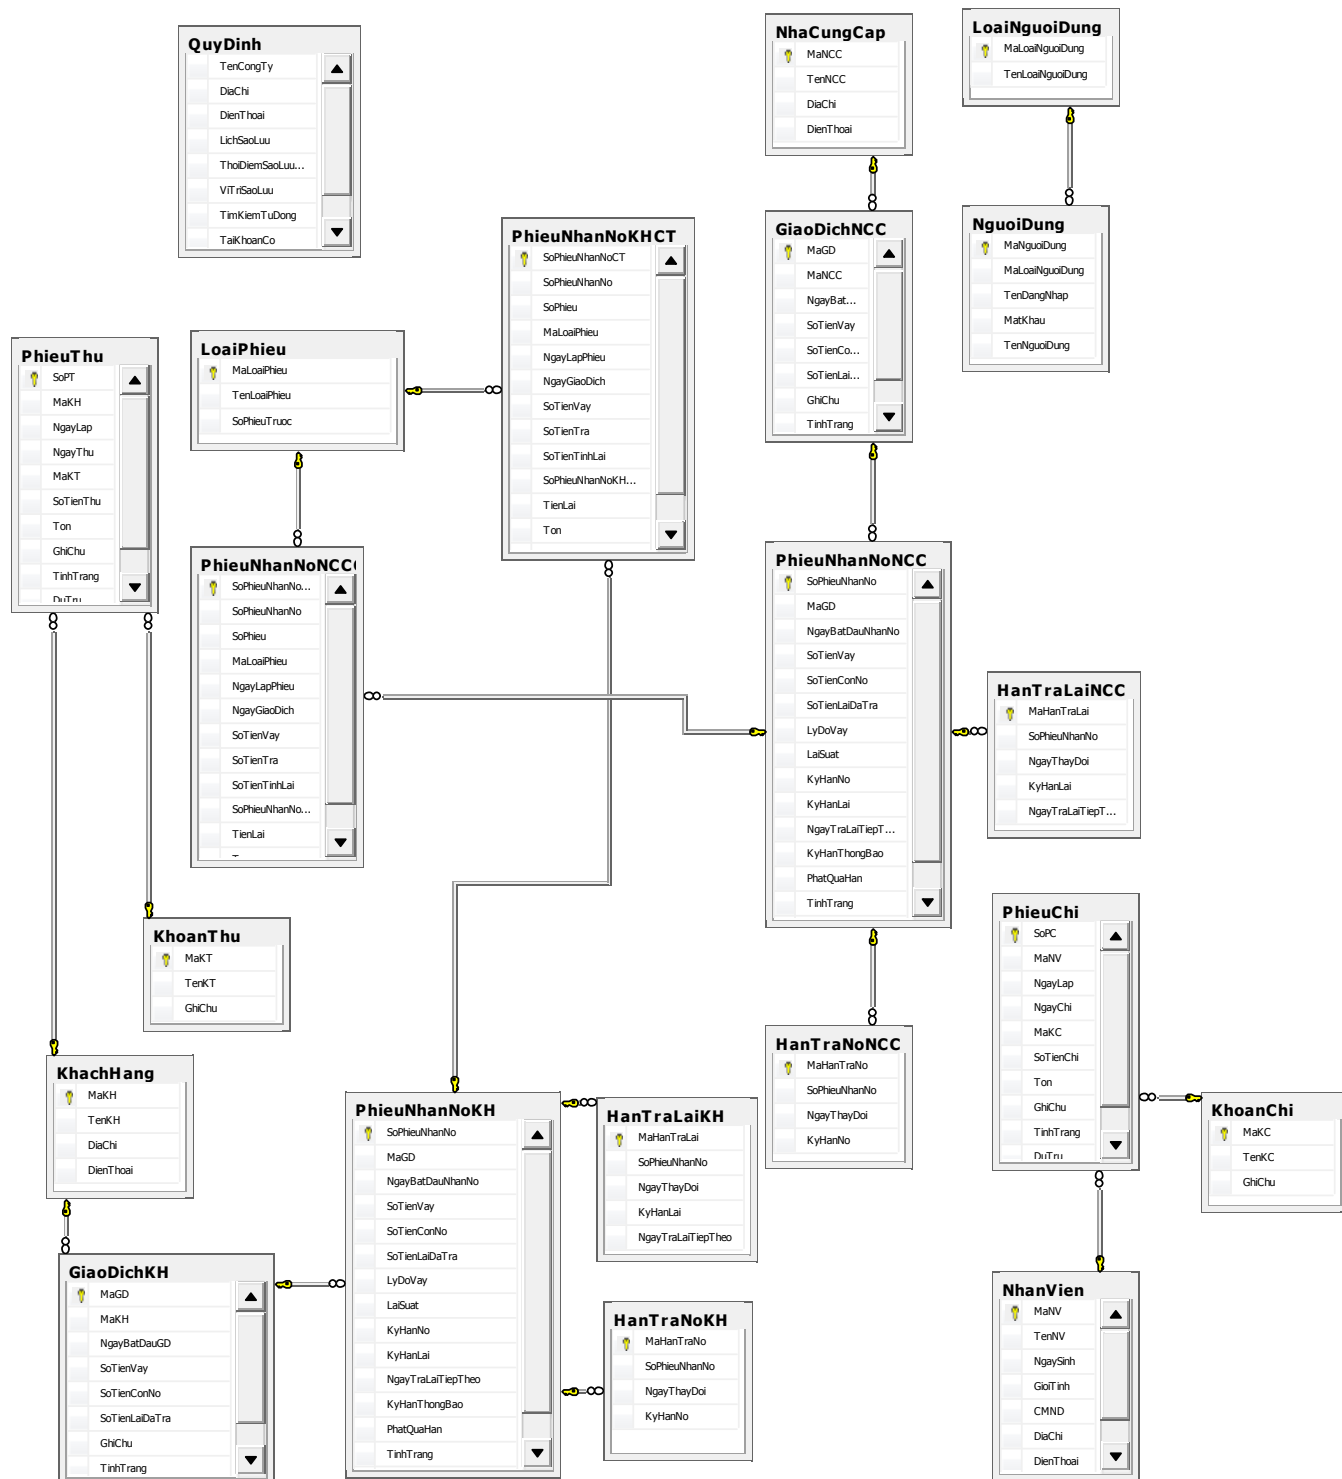 QuyDinh
TenCongTy
DiaChi
DienThoai
LichSaoLuu
ThoiDiemSaoLuu...
ViTriSaoLuu
TimKiemTuDong
TaiKhoanCo
NhaCungCap
MaNCC
TenNCC
DiaChi
DienThoai
LoaiNguoiDung
MaLoaiNguoiDung
TenLoaiNguoiDung
PhieuNhanNoKHCT
SoPhieuNhanNoCT
SoPhieuNhanNo
SoPhieu
MaLoaiPhieu
NgayLapPhieu
NgayGiaoDich
SoTienVay
SoTienTra
SoTienTinhLai
SoPhieuNhanNoKH...
TienLai
Ton
GiaoDichNCC
MaGD
MaNCC
NgayBat...
SoTienVay
SoTienCo...
SoTienLai...
GhiChu
TinhTrang
NguoiDung
MaNguoiDung
MaLoaiNguoiDung
TenDangNhap
MatKhau
TenNguoiDung
PhieuThu
SoPT
MaKH
NgayLap
NgayThu
MaKT
SoTienThu
Ton
GhiChu
TinhTrang
DuTru
LoaiPhieu
MaLoaiPhieu
TenLoaiPhieu
SoPhieuTruoc
PhieuNhanNoNCC
SoPhieuNhanNo...
SoPhieuNhanNo
SoPhieu
MaLoaiPhieu
NgayLapPhieu
NgayGiaoDich
SoTienVay
SoTienTra
SoTienTinhLai
SoPhieuNhanNo...
TienLai
PhieuNhanNoNCC
SoPhieuNhanNo
MaGD
NgayBatDauNhanNo
SoTienVay
SoTienConNo
SoTienLaiDaTra
LyDoVay
LaiSuat
KyHanNo
KyHanLai
NgayTraLaiTiepT...
KyHanThongBao
PhatQuaHan
TinhTrang
HanTraLaiNCC
MaHanTraLai
SoPhieuNhanNo
NgayThayDoi
KyHanLai
NgayTraLaiTiepT...
KhoanThu
MaKT
TenKT
GhiChu
PhieuChi
SoPC
MaNV
NgayLap
NgayChi
MaKC
SoTienChi
Ton
GhiChu
TinhTrang
DuTru
HanTraNoNCC
MaHanTraNo
SoPhieuNhanNo
NgayThayDoi
KyHanNo
KhachHang
MaKH
TenKH
DiaChi
DienThoai
PhieuNhanNoKH
SoPhieuNhanNo
MaGD
NgayBatDauNhanNo
SoTienVay
SoTienConNo
SoTienLaiDaTra
LyDoVay
LaiSuat
KyHanNo
KyHanLai
NgayTraLaiTiepTheo
KyHanThongBao
PhatQuaHan
TinhTrang
HanTraLaiKH
MaHanTraLai
SoPhieuNhanNo
NgayThayDoi
KyHanLai
NgayTraLaiTiepTheo
KhoanChi
MaKC
TenKC
GhiChu
GiaoDichKH
MaGD
MaKH
NgayBatDauGD
SoTienVay
SoTienConNo
SoTienLaiDaTra
GhiChu
TinhTrang
HanTraNoKH
MaHanTraNo
SoPhieuNhanNo
NgayThayDoi
KyHanNo
NhanVien
MaNV
TenNV
NgaySinh
GioiTinh
CMND
DiaChi
DienThoai